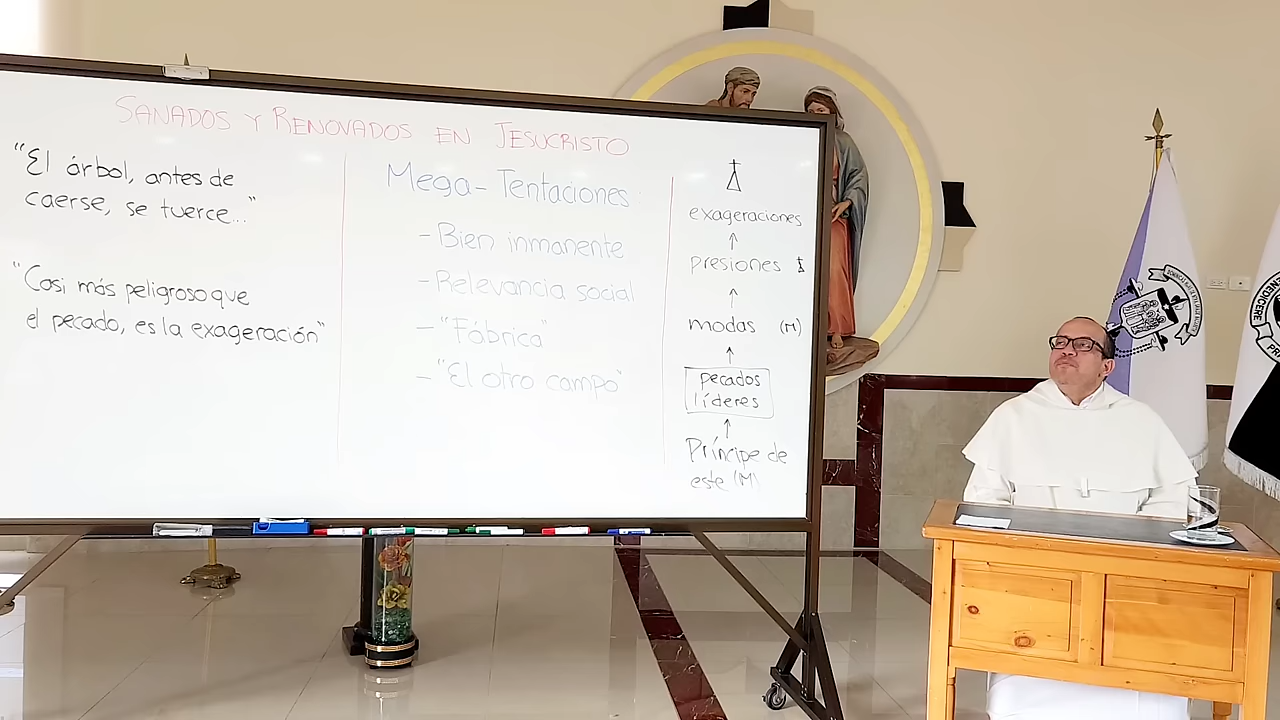 SANADOS Y RENOVADOS EN JESUCRISTO
"El árbol, antes de
caerse, se tuerce..."
"Casi más peligroso que
el pecado, es la exageración"
Mega-Tentaciones:
- Bien inmanente
- Relevancia social
- "Fábrica"
- "El otro campo"
exageraciones
↑
presiones
↑
modas (M)
↑
pecados
líderes
↑
Príncipe de
este (M)